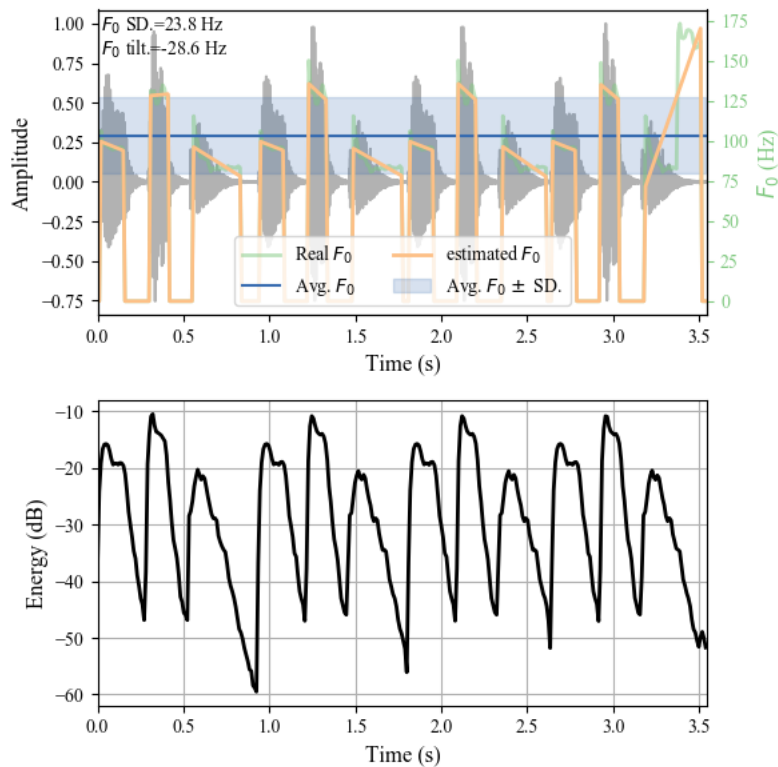 F₀ SD.=23.8 Hz
F₀ tilt.=-28.6 Hz
1.00
0.75
0.50
0.25
0.00
−0.25
−0.50
−0.75
Amplitude
175
150
125
100
75
50
25
0
F₀ (Hz)
Real F₀
estimated F₀
Avg. F₀
Avg. F₀ ± SD.
0.0 0.5 1.0 1.5 2.0 2.5 3.0 3.5
Time (s)
−10
−20
−30
−40
−50
−60
Energy (dB)
0.0 0.5 1.0 1.5 2.0 2.5 3.0 3.5
Time (s)